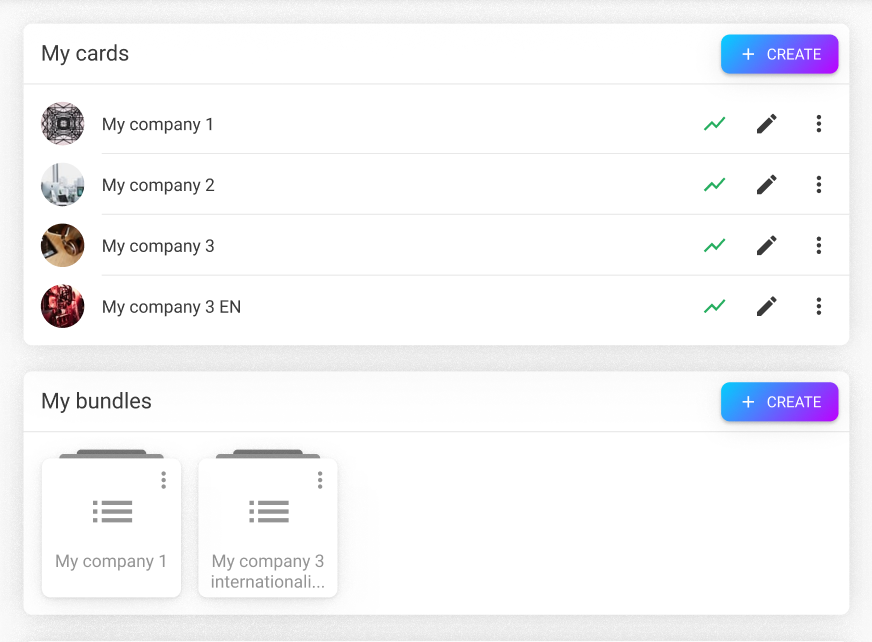 My cards
+ CREATE
My company 1
My company 2
My company 3
My company 3 EN
My bundles
+ CREATE
My company 1
My company 3
internationali...